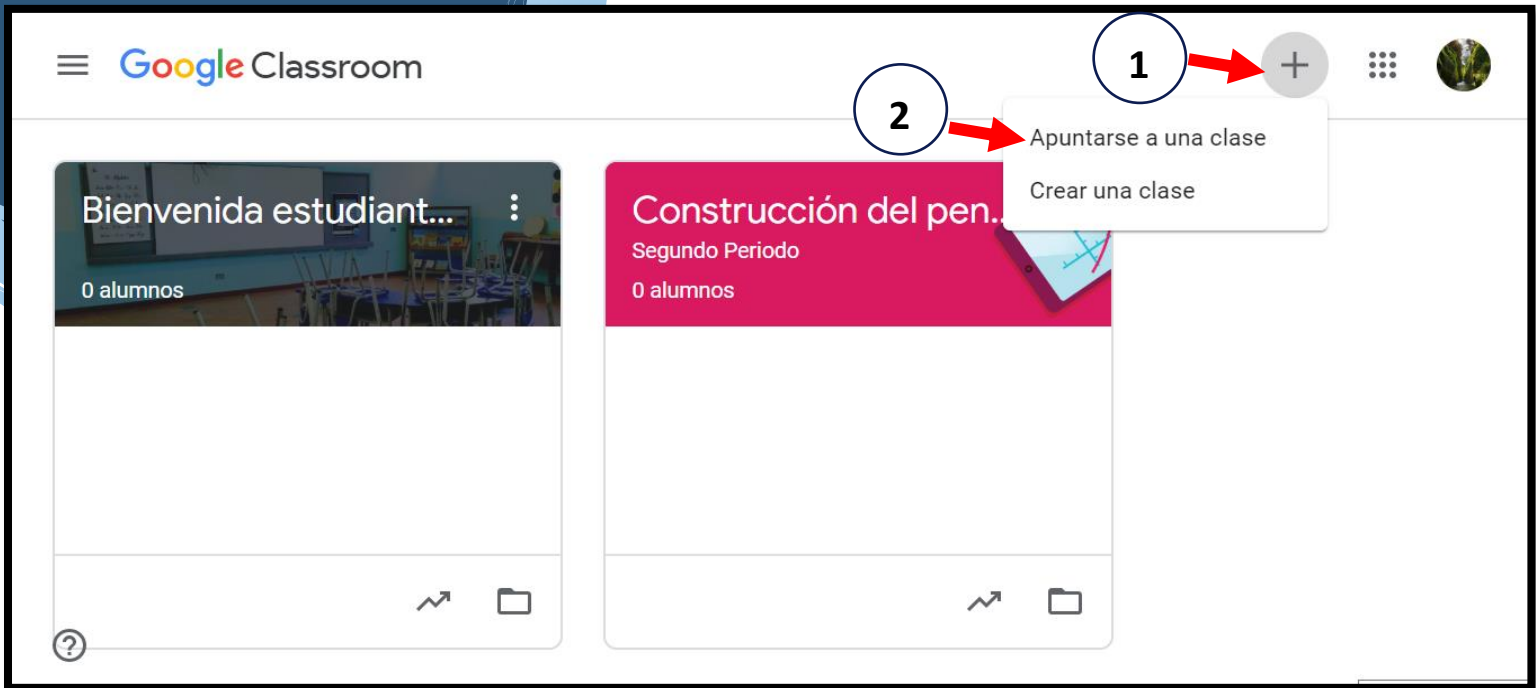 Google Classroom
1
2
Apuntarse a una clase
Crear una clase
Bienvenida estudiant...
0 alumnos
Construcción del pen..
Segundo Periodo
0 alumnos